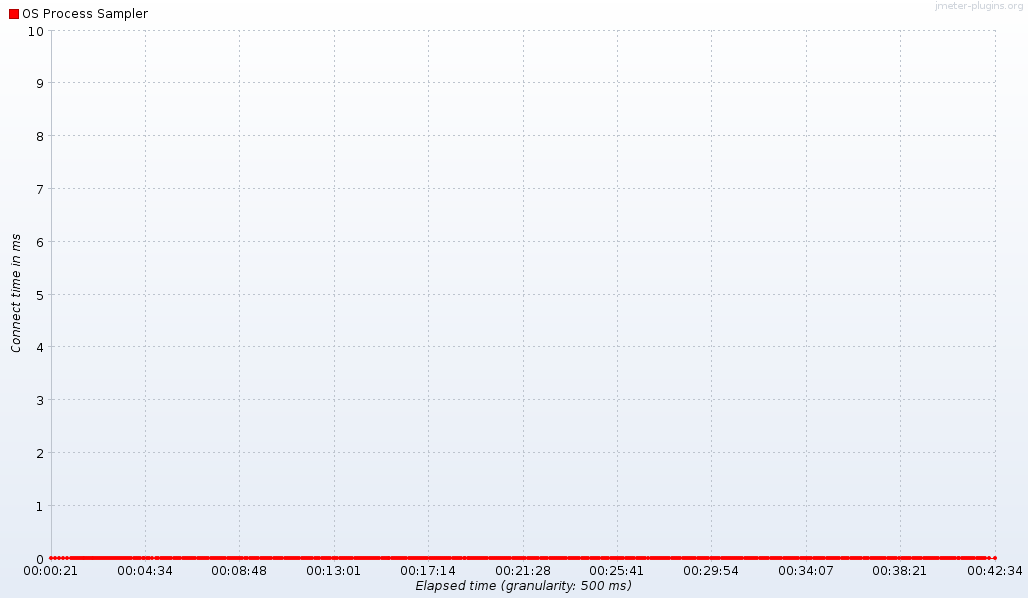 OS Process Sampler
jmeter-plugins.org
10
9
8
7
6
5
4
3
2
1
0
Connect time in ms
00:00:21 00:04:34 00:08:48 00:13:01 00:17:14 00:21:28 00:25:41 00:29:54 00:34:07 00:38:21 00:42:34
Elapsed time (granularity: 500 ms)